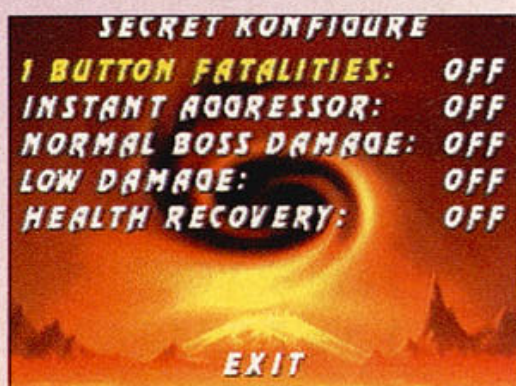 SECRET KONFIGURE
1 BUTTON FATALITIES: OFF
INSTANT AGGRESSOR: OFF
NORMAL BOSS DAMAGE: OFF
LOW DAMAGE: OFF
HEALTH RECOVERY: OFF
EXIT